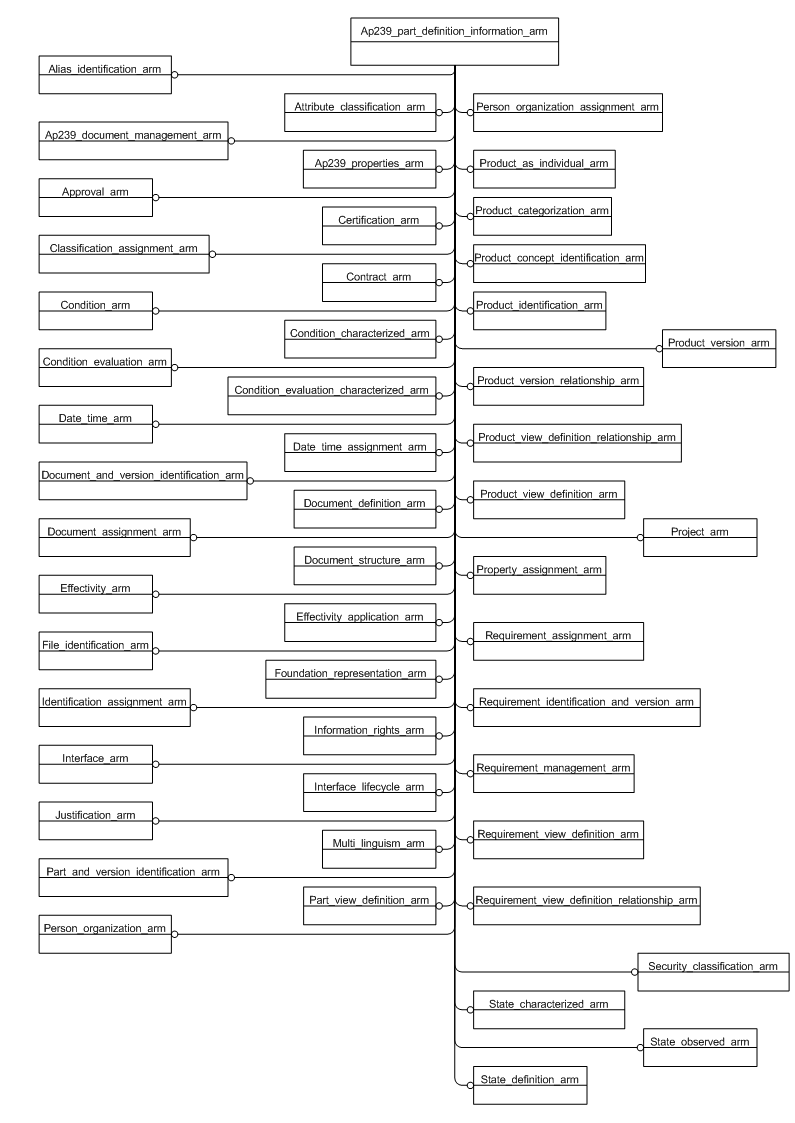 Ap239_part_definition_information_arm
Alias_identification_arm
Attribute_classification_arm
Person_organization_assignment_arm
Ap239_document_management_arm
Ap239_properties_arm
Product_as_individual_arm
Approval_arm
Certification_arm
Product_categorization_arm
Classification_assignment_arm
Product_concept_identification_arm
Contract_arm
Condition_arm
Product_identification_arm
Condition_characterized_arm
Product_version_arm
Condition_evaluation_arm
Condition_evaluation_characterized_arm
Product_version_relationship_arm
Date_time_arm
Date_time_assignment_arm
Product_view_definition_relationship_arm
Document_and_version_identification_arm
Document_definition_arm
Product_view_definition_arm
Document_assignment_arm
Project_arm
Document_structure_arm
Property_assignment_arm
Effectivity_arm
Effectivity_application_arm
Requirement_assignment_arm
File_identification_arm
Foundation_representation_arm
Identification_assignment_arm
Requirement_identification_and_version_arm
Information_rights_arm
Interface_arm
Requirement_management_arm
Interface_lifecycle_arm
Justification_arm
Requirement_view_definition_arm
Multi_linguism_arm
Part_and_version_identification_arm
Part_view_definition_arm
Requirement_view_definition_relationship_arm
Person_organization_arm
Security_classification_arm
State_characterized_arm
State_observed_arm
State_definition_arm